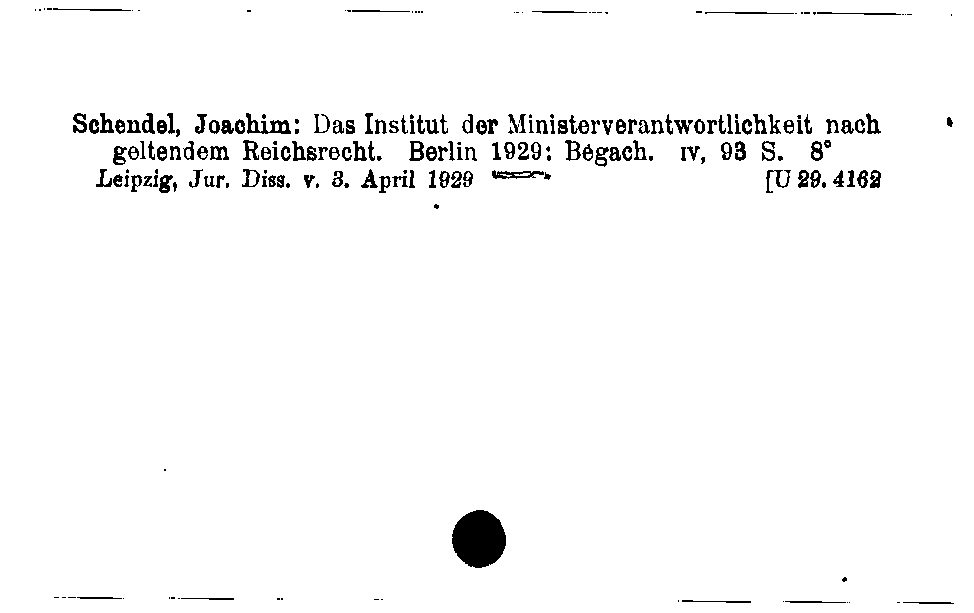 Schendel, Joachim: Das Institut der Ministerverantwortlichkeit nach
geltendem Reichsrecht. Berlin 1929: Bégach. IV, 93 S. 8°
Leipzig, Jur. Diss. v. 3. April 1929 [U 29. 4162